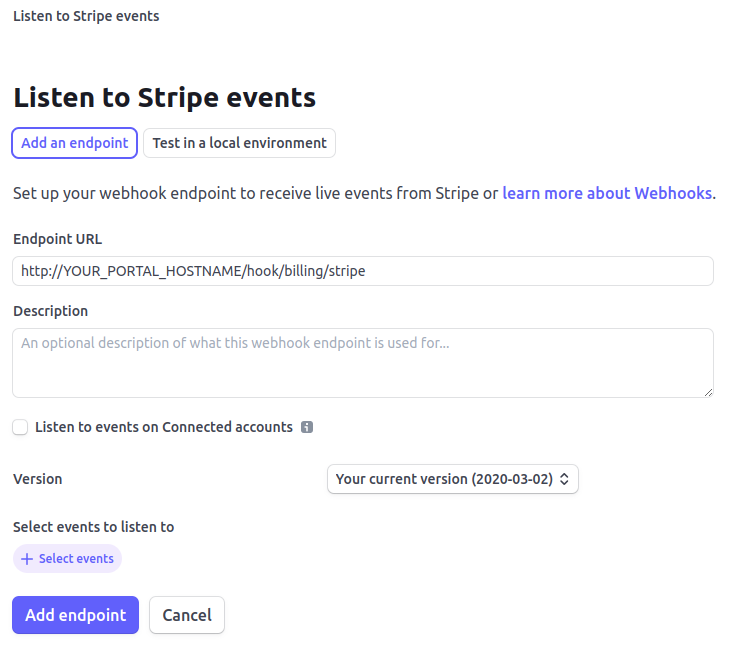 Listen to Stripe events
Listen to Stripe events
Add an endpoint
Test in a local environment
Set up your webhook endpoint to receive live events from Stripe or learn more about Webhooks.
Endpoint URL
http://YOUR_PORTAL_HOSTNAME/hook/billing/stripe
Description
An optional description of what this webhook endpoint is used for...
Listen to events on Connected accounts
Version
Your current version (2020-03-02)
Select events to listen to
+ Select events
Add endpoint
Cancel